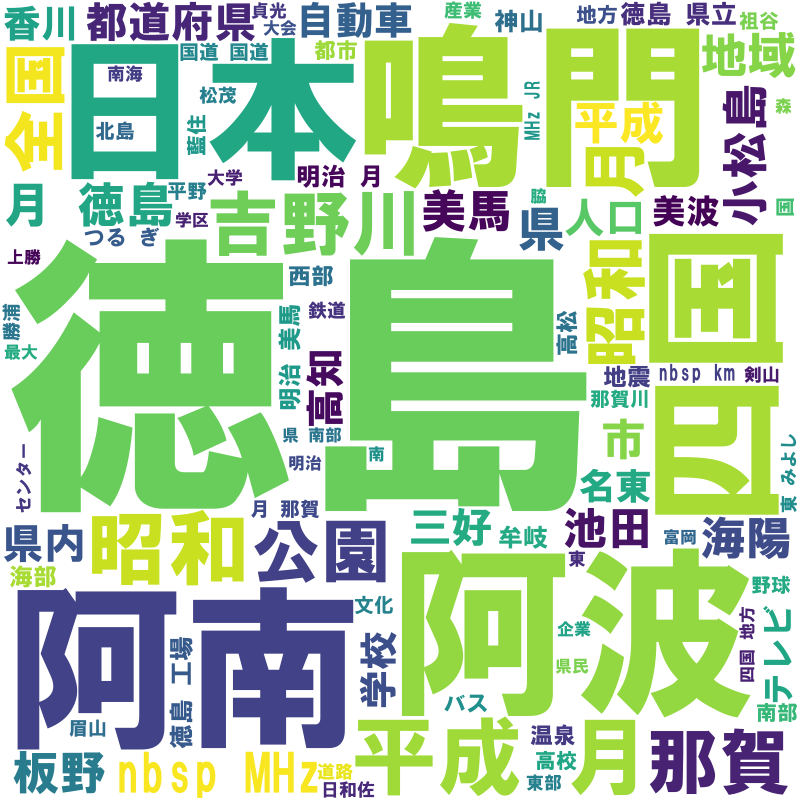 香川
都道府県
貞光
大会
自動車
産業
神山
地方
徳島 県立
祖谷
全国
日本
国道 国道
都市
鳴門
地域
南海
松茂
北島
藍住
MHz JR
平成
小松島
森
月
徳島
平野
大学
学区
明治 月
吉野川
美馬
脇
県
人口
月
美波
国
つるぎ
上勝
西部
昭和
四国
勝浦
最大
徳島
明治 美馬
鉄道
高知
高松
地震
nbsp km
剣山
那賀川
県 南部
明治
南
市
センター
月 那賀
名東
東 みよし
県内
昭和
公園
三好
牟岐
池田
東
富岡
海陽
海部
阿南
文化
阿波
野球
企業
県民
四国 地方
テレビ
南部
徳島 工場
学校
眉山
バス
板野
nbsp MHz
道路
日和佐
平成
温泉
高校
東部
月
那賀